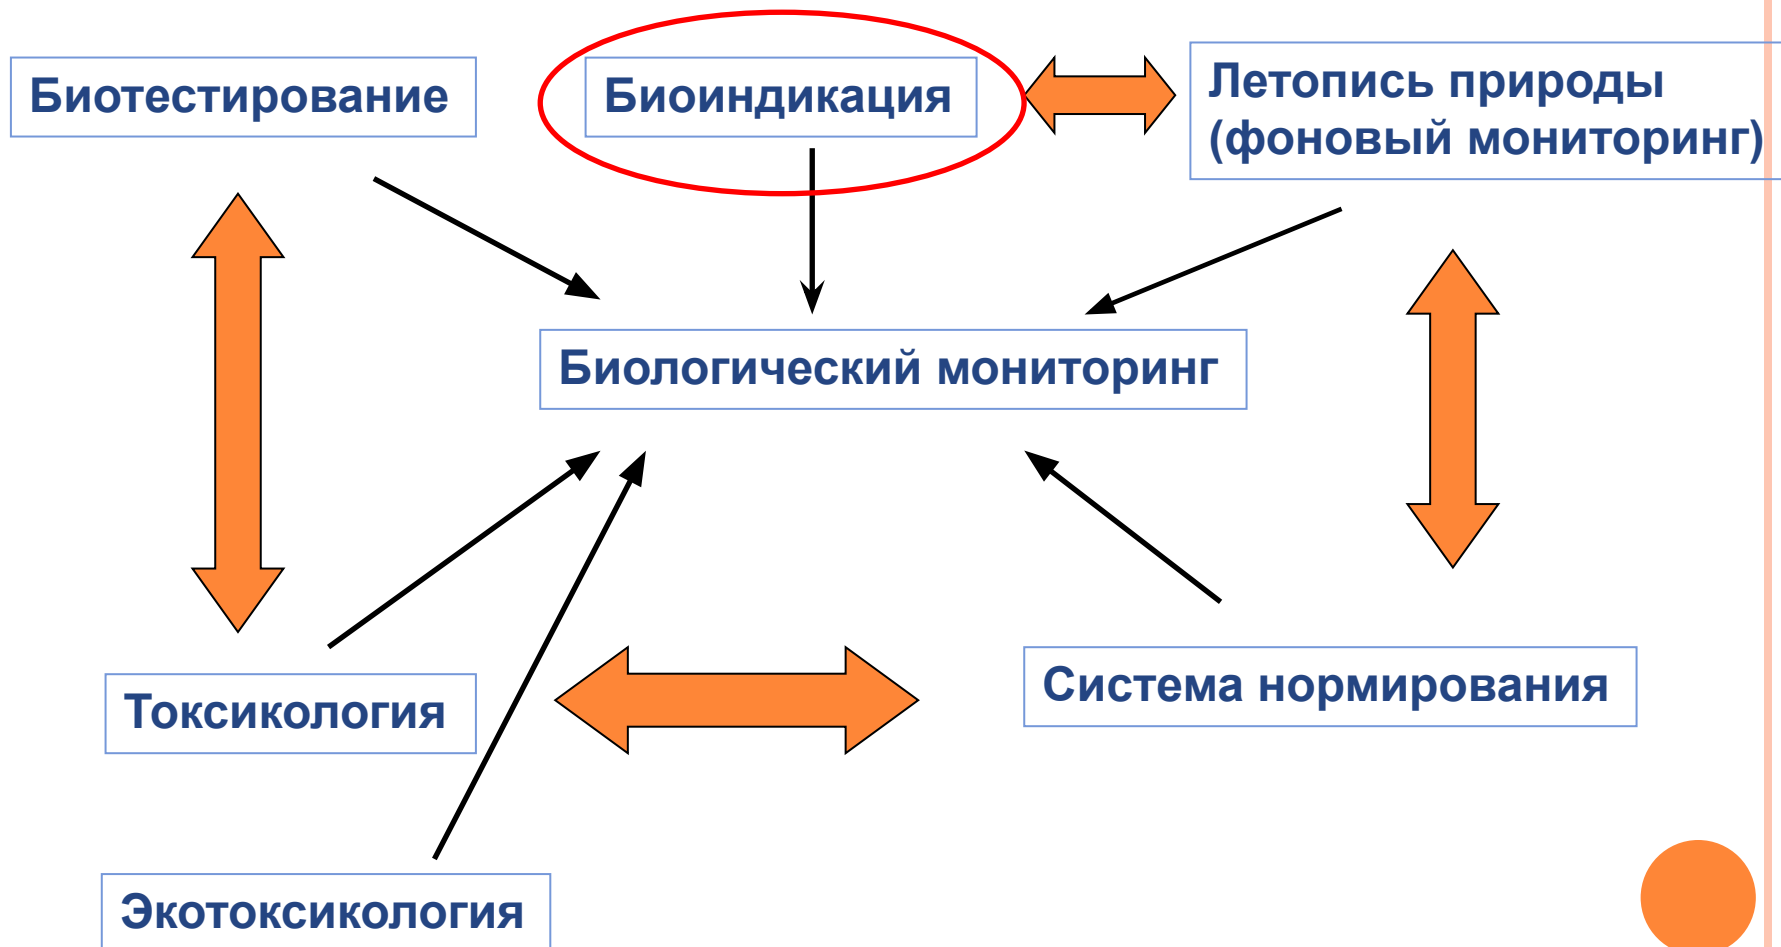 Биотестирование
Биоиндикация
Летопись природы
(фоновый мониторинг)
Биологический мониторинг
Токсикология
Система нормирования
Экотоксикология